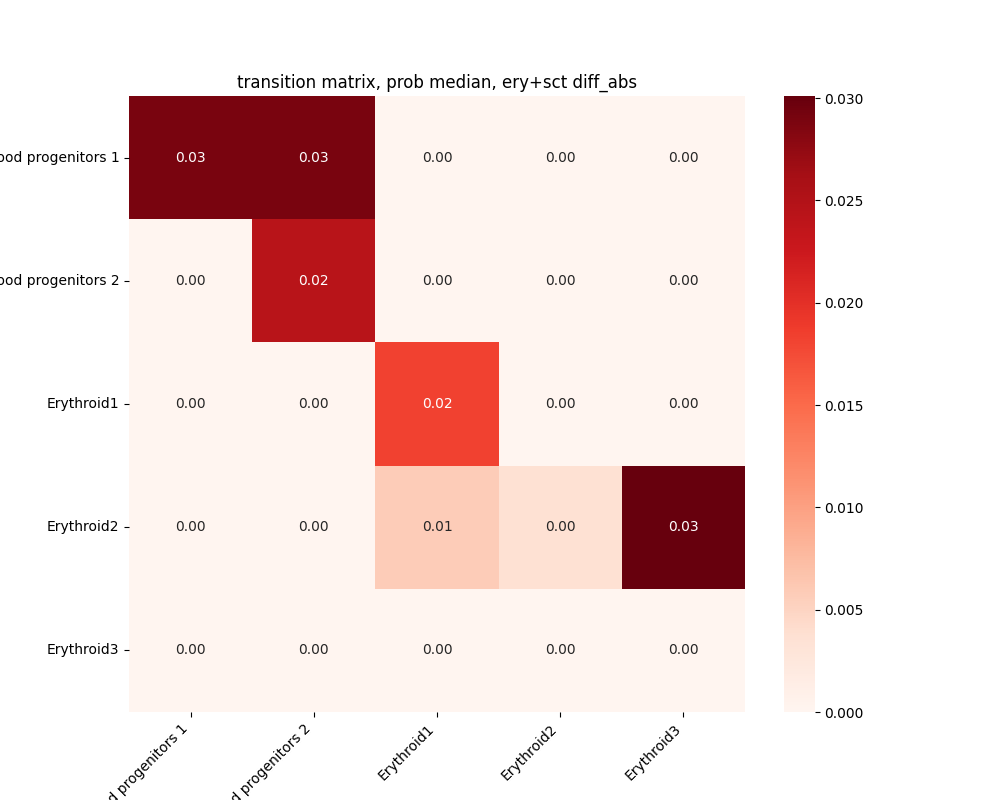 transition matrix, prob median, ery+sct diff_abs
ood progenitors 1
0.03 0.03 0.00 0.00 0.00
ood progenitors 2
0.00 0.02 0.00 0.00 0.00
Erythroid1
0.00 0.00 0.02 0.00 0.00
Erythroid2
0.00 0.00 0.01 0.00 0.03
Erythroid3
0.00 0.00 0.00 0.00 0.00
d progenitors 1
d progenitors 2
Erythroid1
Erythroid2
Erythroid3
0.030
0.025
0.020
0.015
0.010
0.005
0.000